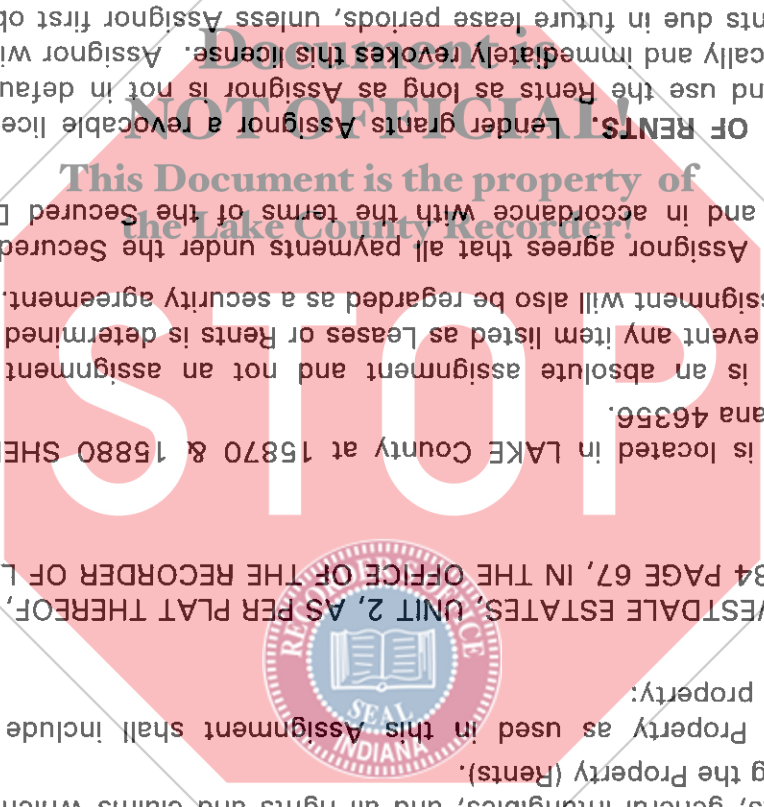 Document is
NOT OFFICIAL!
This Document is the property of
the Lake County Recorder!
STOP
RECORDER OFFICE
SEAL
INDIANA
general intangibles, and all rights and claims which
the Property (Rents).
Property as used in this Assignment shall include
property:
ESTATES, UNIT 2, AS PER PLAT THEREOF,
34 PAGE 67, IN THE OFFICE OF THE RECORDER OF L
is located in LAKE County at 15870 & 15880 SHE
ana 46356.
is an absolute assignment and not an assignment
event any item listed as Leases or Rents is determined
ssignment will also be regarded as a security agreement.
Assignor agrees that all payments under the Secured
and in accordance with the terms of the Secured D
OF RENTS. Lender grants Assignor a revocable lice
nd use the Rents as long as Assignor is not in defau
cally and immediately revokes this license. Assignor wi
nts due in future lease periods, unless Assignor first ob